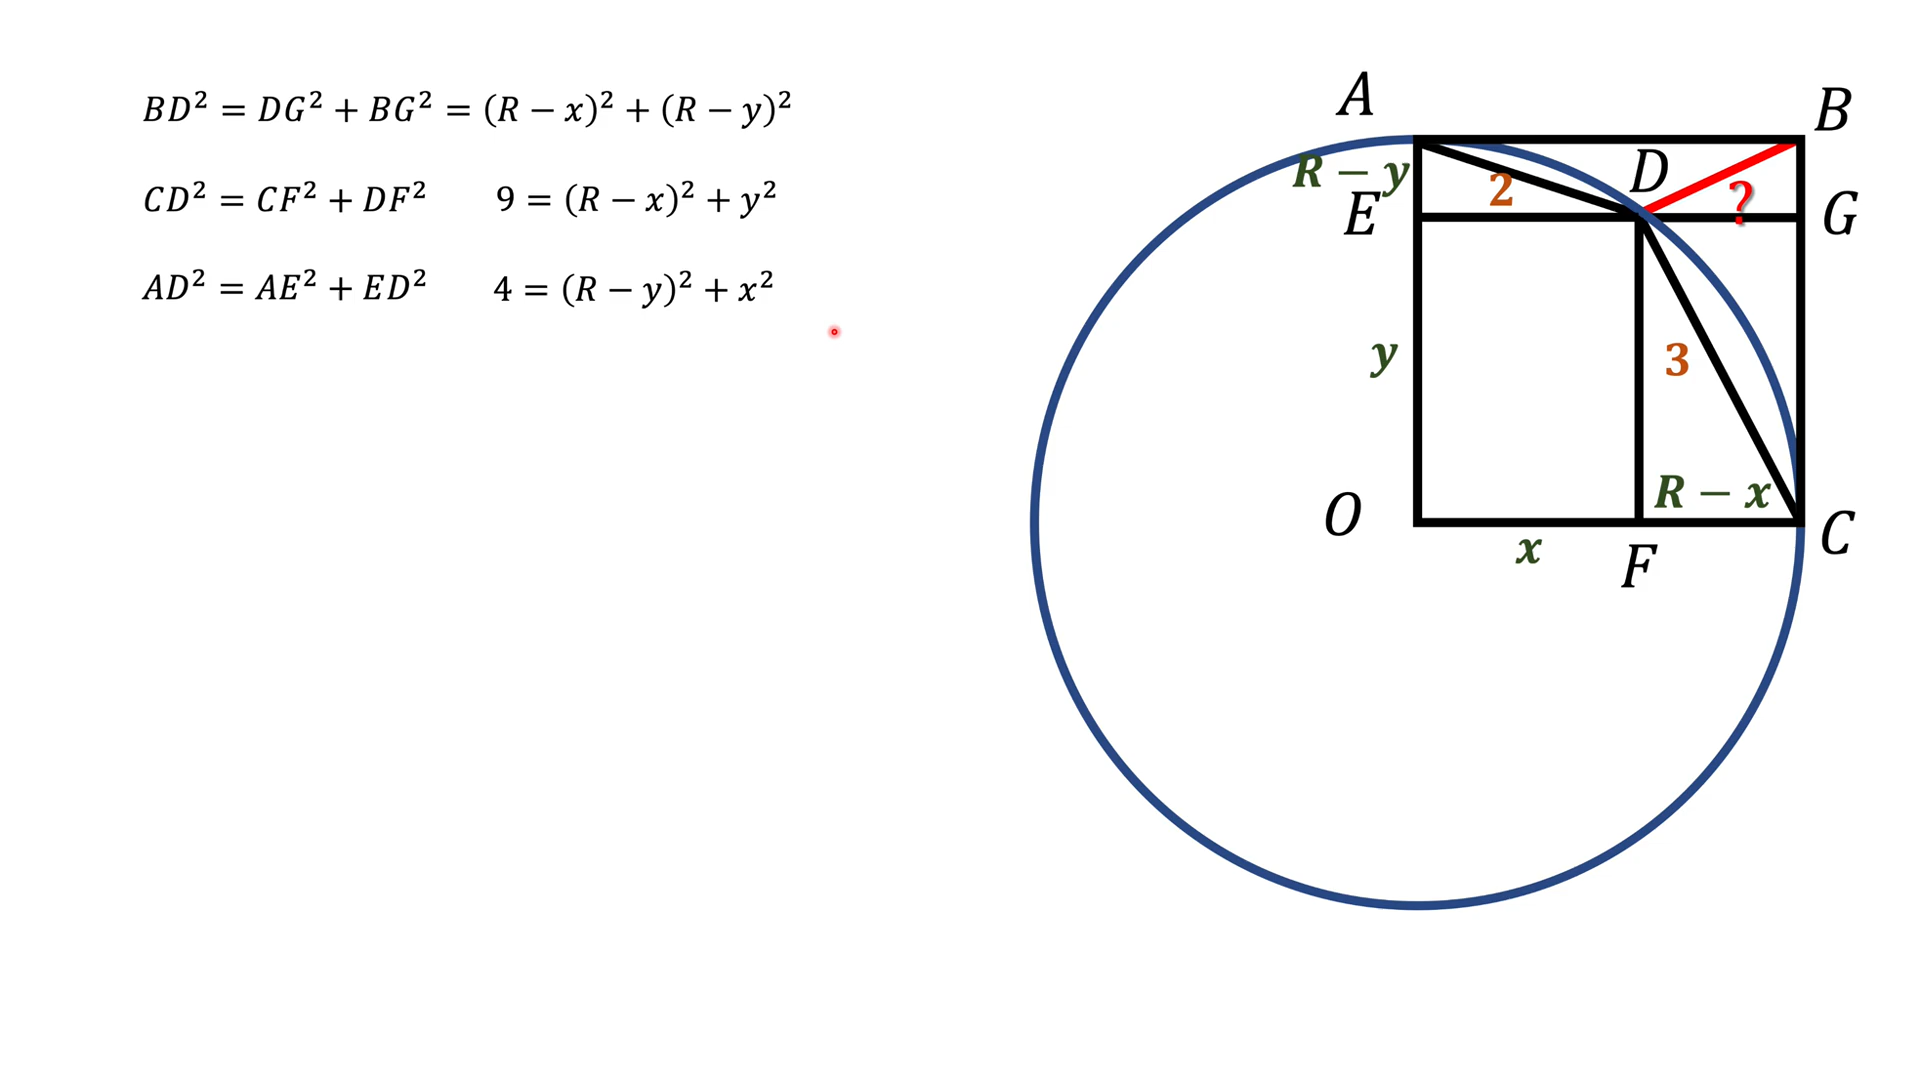 BD² = DG² + BG² = (R − x)² + (R − y)²
CD² = CF² + DF² 9 = (R − x)² + y²
AD² = AE² + ED² 4 = (R − y)² + x²
A
B
R − y
2
D
?
E
G
y
3
R − x
O
C
x
F